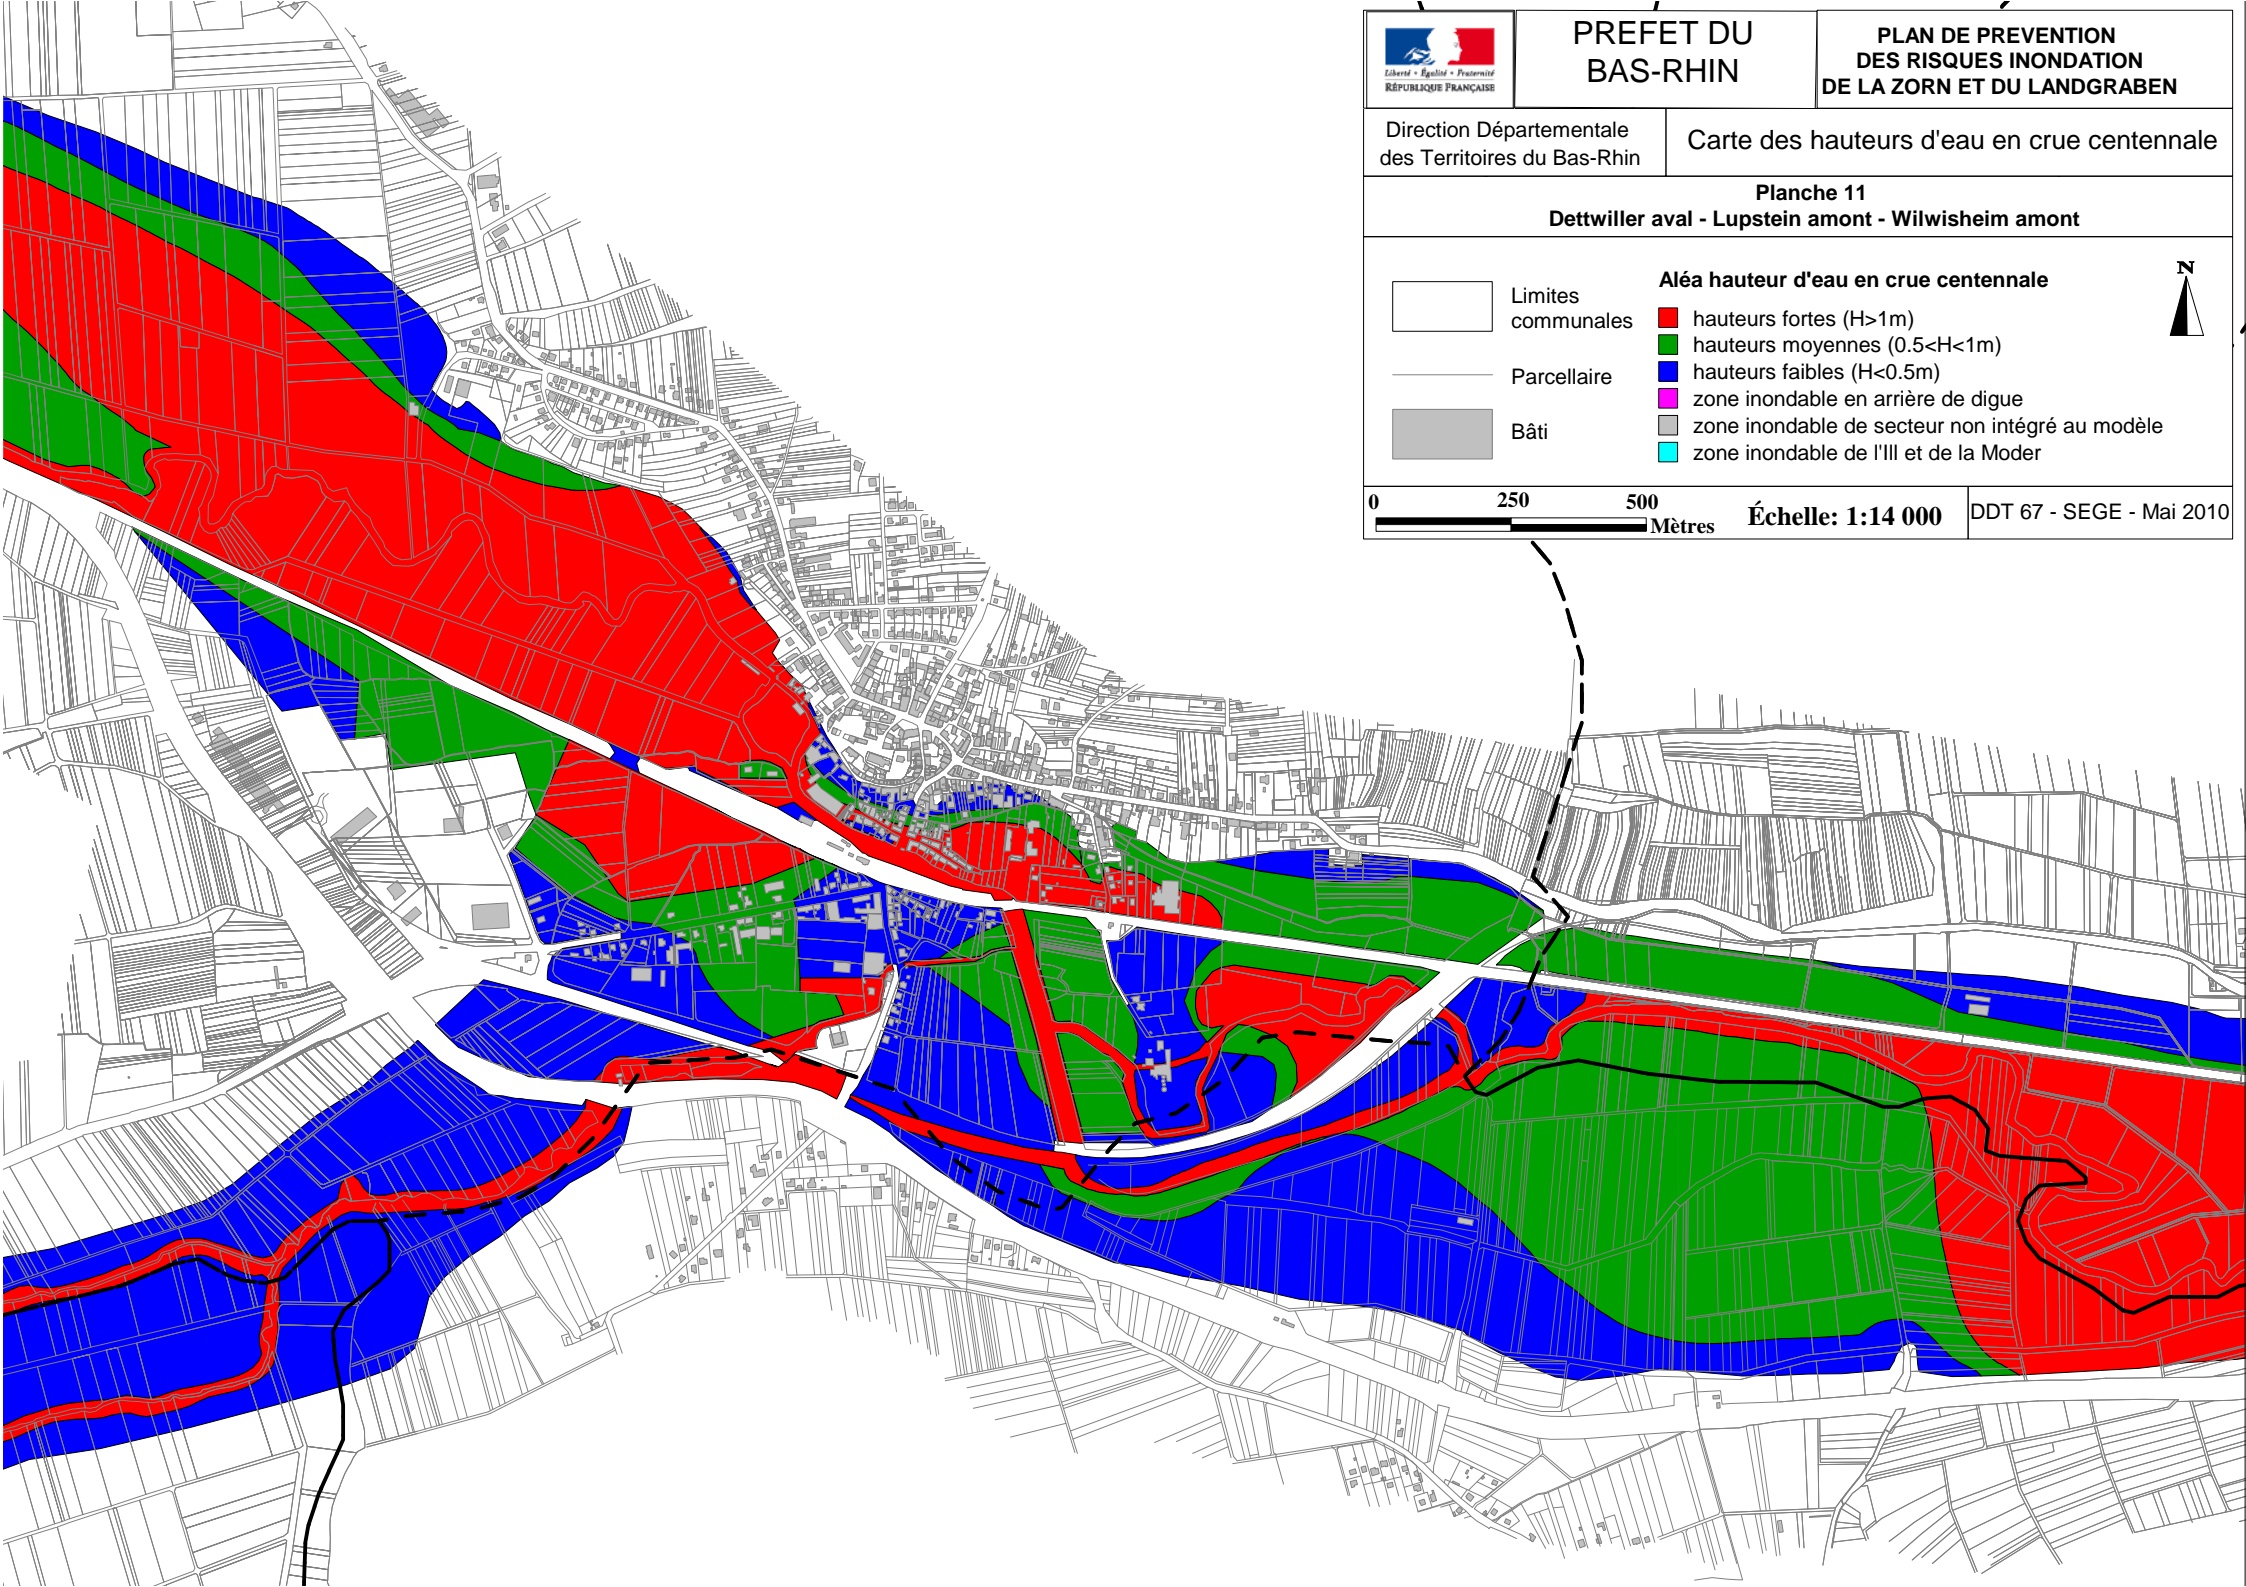 Liberté • Égalité • Fraternité
RÉPUBLIQUE FRANÇAISE
PREFET DU
BAS-RHIN
PLAN DE PREVENTION
DES RISQUES INONDATION
DE LA ZORN ET DU LANDGRABEN
Direction Départementale
des Territoires du Bas-Rhin
Carte des hauteurs d'eau en crue centennale
Planche 11
Dettwiller aval - Lupstein amont - Wilwisheim amont
Limites
communales
Parcellaire
Bâti
Aléa hauteur d'eau en crue centennale
hauteurs fortes (H>1m)
hauteurs moyennes (0.5<H<1m)
hauteurs faibles (H<0.5m)
zone inondable en arrière de digue
zone inondable de secteur non intégré au modèle
zone inondable de l'Ill et de la Moder
N
0 250 500
Mètres
Échelle: 1:14 000
DDT 67 - SEGE - Mai 2010